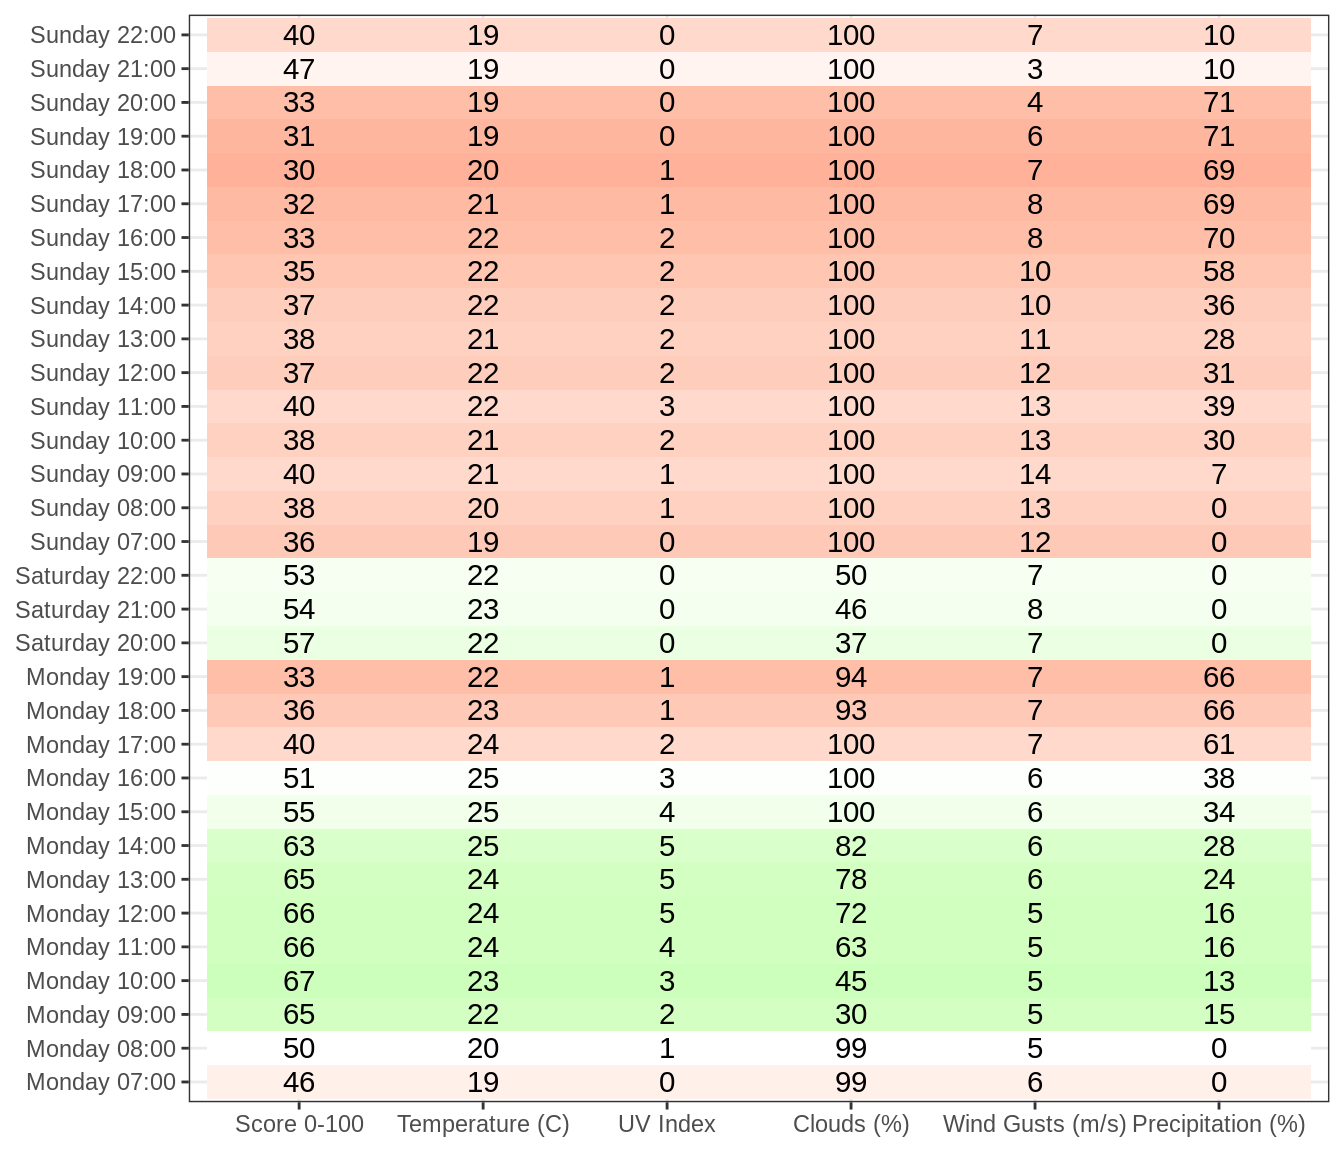 Sunday 22:00 40 19 0 100 7 10
Sunday 21:00 47 19 0 100 3 10
Sunday 20:00 33 19 0 100 4 71
Sunday 19:00 31 19 0 100 6 71
Sunday 18:00 30 20 1 100 7 69
Sunday 17:00 32 21 1 100 8 69
Sunday 16:00 33 22 2 100 8 70
Sunday 15:00 35 22 2 100 10 58
Sunday 14:00 37 22 2 100 10 36
Sunday 13:00 38 21 2 100 11 28
Sunday 12:00 37 22 2 100 12 31
Sunday 11:00 40 22 3 100 13 39
Sunday 10:00 38 21 2 100 13 30
Sunday 09:00 40 21 1 100 14 7
Sunday 08:00 38 20 1 100 13 0
Sunday 07:00 36 19 0 100 12 0
Saturday 22:00 53 22 0 50 7 0
Saturday 21:00 54 23 0 46 8 0
Saturday 20:00 57 22 0 37 7 0
Monday 19:00 33 22 1 94 7 66
Monday 18:00 36 23 1 93 7 66
Monday 17:00 40 24 2 100 7 61
Monday 16:00 51 25 3 100 6 38
Monday 15:00 55 25 4 100 6 34
Monday 14:00 63 25 5 82 6 28
Monday 13:00 65 24 5 78 6 24
Monday 12:00 66 24 5 72 5 16
Monday 11:00 66 24 4 63 5 16
Monday 10:00 67 23 3 45 5 13
Monday 09:00 65 22 2 30 5 15
Monday 08:00 50 20 1 99 5 0
Monday 07:00 46 19 0 99 6 0
Score 0-100 Temperature (C) UV Index Clouds (%) Wind Gusts (m/s) Precipitation (%)